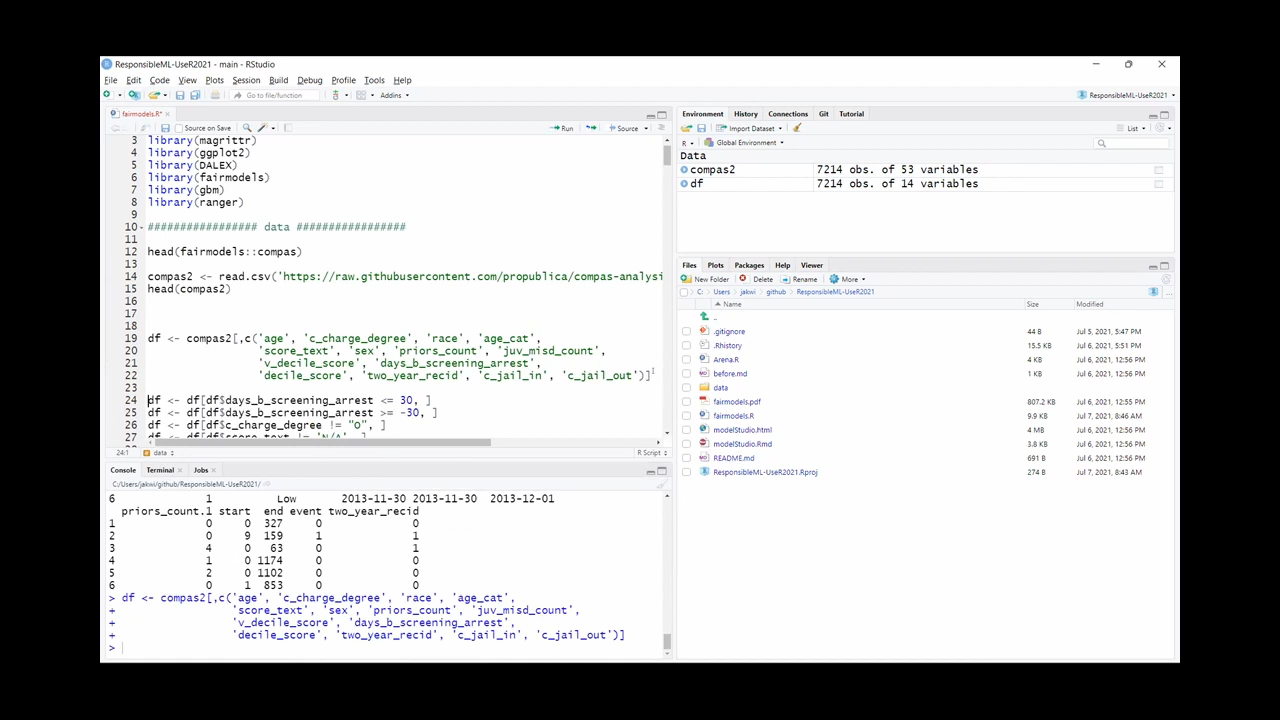 ResponsibleML-UseR2021 - main - RStudio
File Edit Code View Plots Session Build Debug Profile Tools Help
Go to file/function Addins ResponsibleML-UseR2021
fairmodels.R*
Source on Save Run Source
3 library(magrittr)
4 library(ggplot2)
5 library(DALEX)
6 library(fairmodels)
7 library(gbm)
8 library(ranger)
9
10 ################# data #################
11
12 head(fairmodels::compas)
13
14 compas2 <- read.csv('https://raw.githubusercontent.com/propublica/compas-analysi
15 head(compas2)
16
17
18
19 df <- compas2[,c('age', 'c_charge_degree', 'race', 'age_cat',
20 'score_text', 'sex', 'priors_count', 'juv_misd_count',
21 'v_decile_score', 'days_b_screening_arrest',
22 'decile_score', 'two_year_recid', 'c_jail_in', 'c_jail_out')]
23
24 df <- df[df$days_b_screening_arrest <= 30, ]
25 df <- df[df$days_b_screening_arrest >= -30, ]
26 df <- df[df$c_charge_degree != "O", ]
27 df <- df[df$score_text != 'N/A', ]
24:1 data R Script
Console Terminal Jobs
C:/Users/jakwi/github/ResponsibleML-UseR2021/
6 1 Low 2013-11-30 2013-11-30 2013-12-01
priors_count.1 start end event two_year_recid
1 0 0 327 0 0
2 0 9 159 1 1
3 4 0 63 0 1
4 1 0 1174 0 0
5 2 0 1102 0 0
6 0 1 853 0 0
> df <- compas2[,c('age', 'c_charge_degree', 'race', 'age_cat',
+ 'score_text', 'sex', 'priors_count', 'juv_misd_count',
+ 'v_decile_score', 'days_b_screening_arrest',
+ 'decile_score', 'two_year_recid', 'c_jail_in', 'c_jail_out')]
>
Environment History Connections Git Tutorial
Import Dataset List
R Global Environment
Data
compas2 7214 obs. of 53 variables
df 7214 obs. of 14 variables
Files Plots Packages Help Viewer
New Folder Delete Rename More
C: Users jakwi github ResponsibleML-UseR2021
Name Size Modified
..
.gitignore 44 B Jul 5, 2021, 5:47 PM
.Rhistory 15.5 KB Jul 6, 2021, 5:51 PM
Arena.R 4 KB Jul 6, 2021, 12:56 PM
before.md 1 KB Jul 6, 2021, 12:56 PM
data
fairmodels.pdf 807.2 KB Jul 6, 2021, 12:55 PM
fairmodels.R 9.9 KB Jul 7, 2021, 8:46 AM
modelStudio.html 4 MB Jul 6, 2021, 12:56 PM
modelStudio.Rmd 3.8 KB Jul 6, 2021, 12:56 PM
README.md 691 B Jul 6, 2021, 12:56 PM
ResponsibleML-UseR2021.Rproj 274 B Jul 7, 2021, 8:43 AM